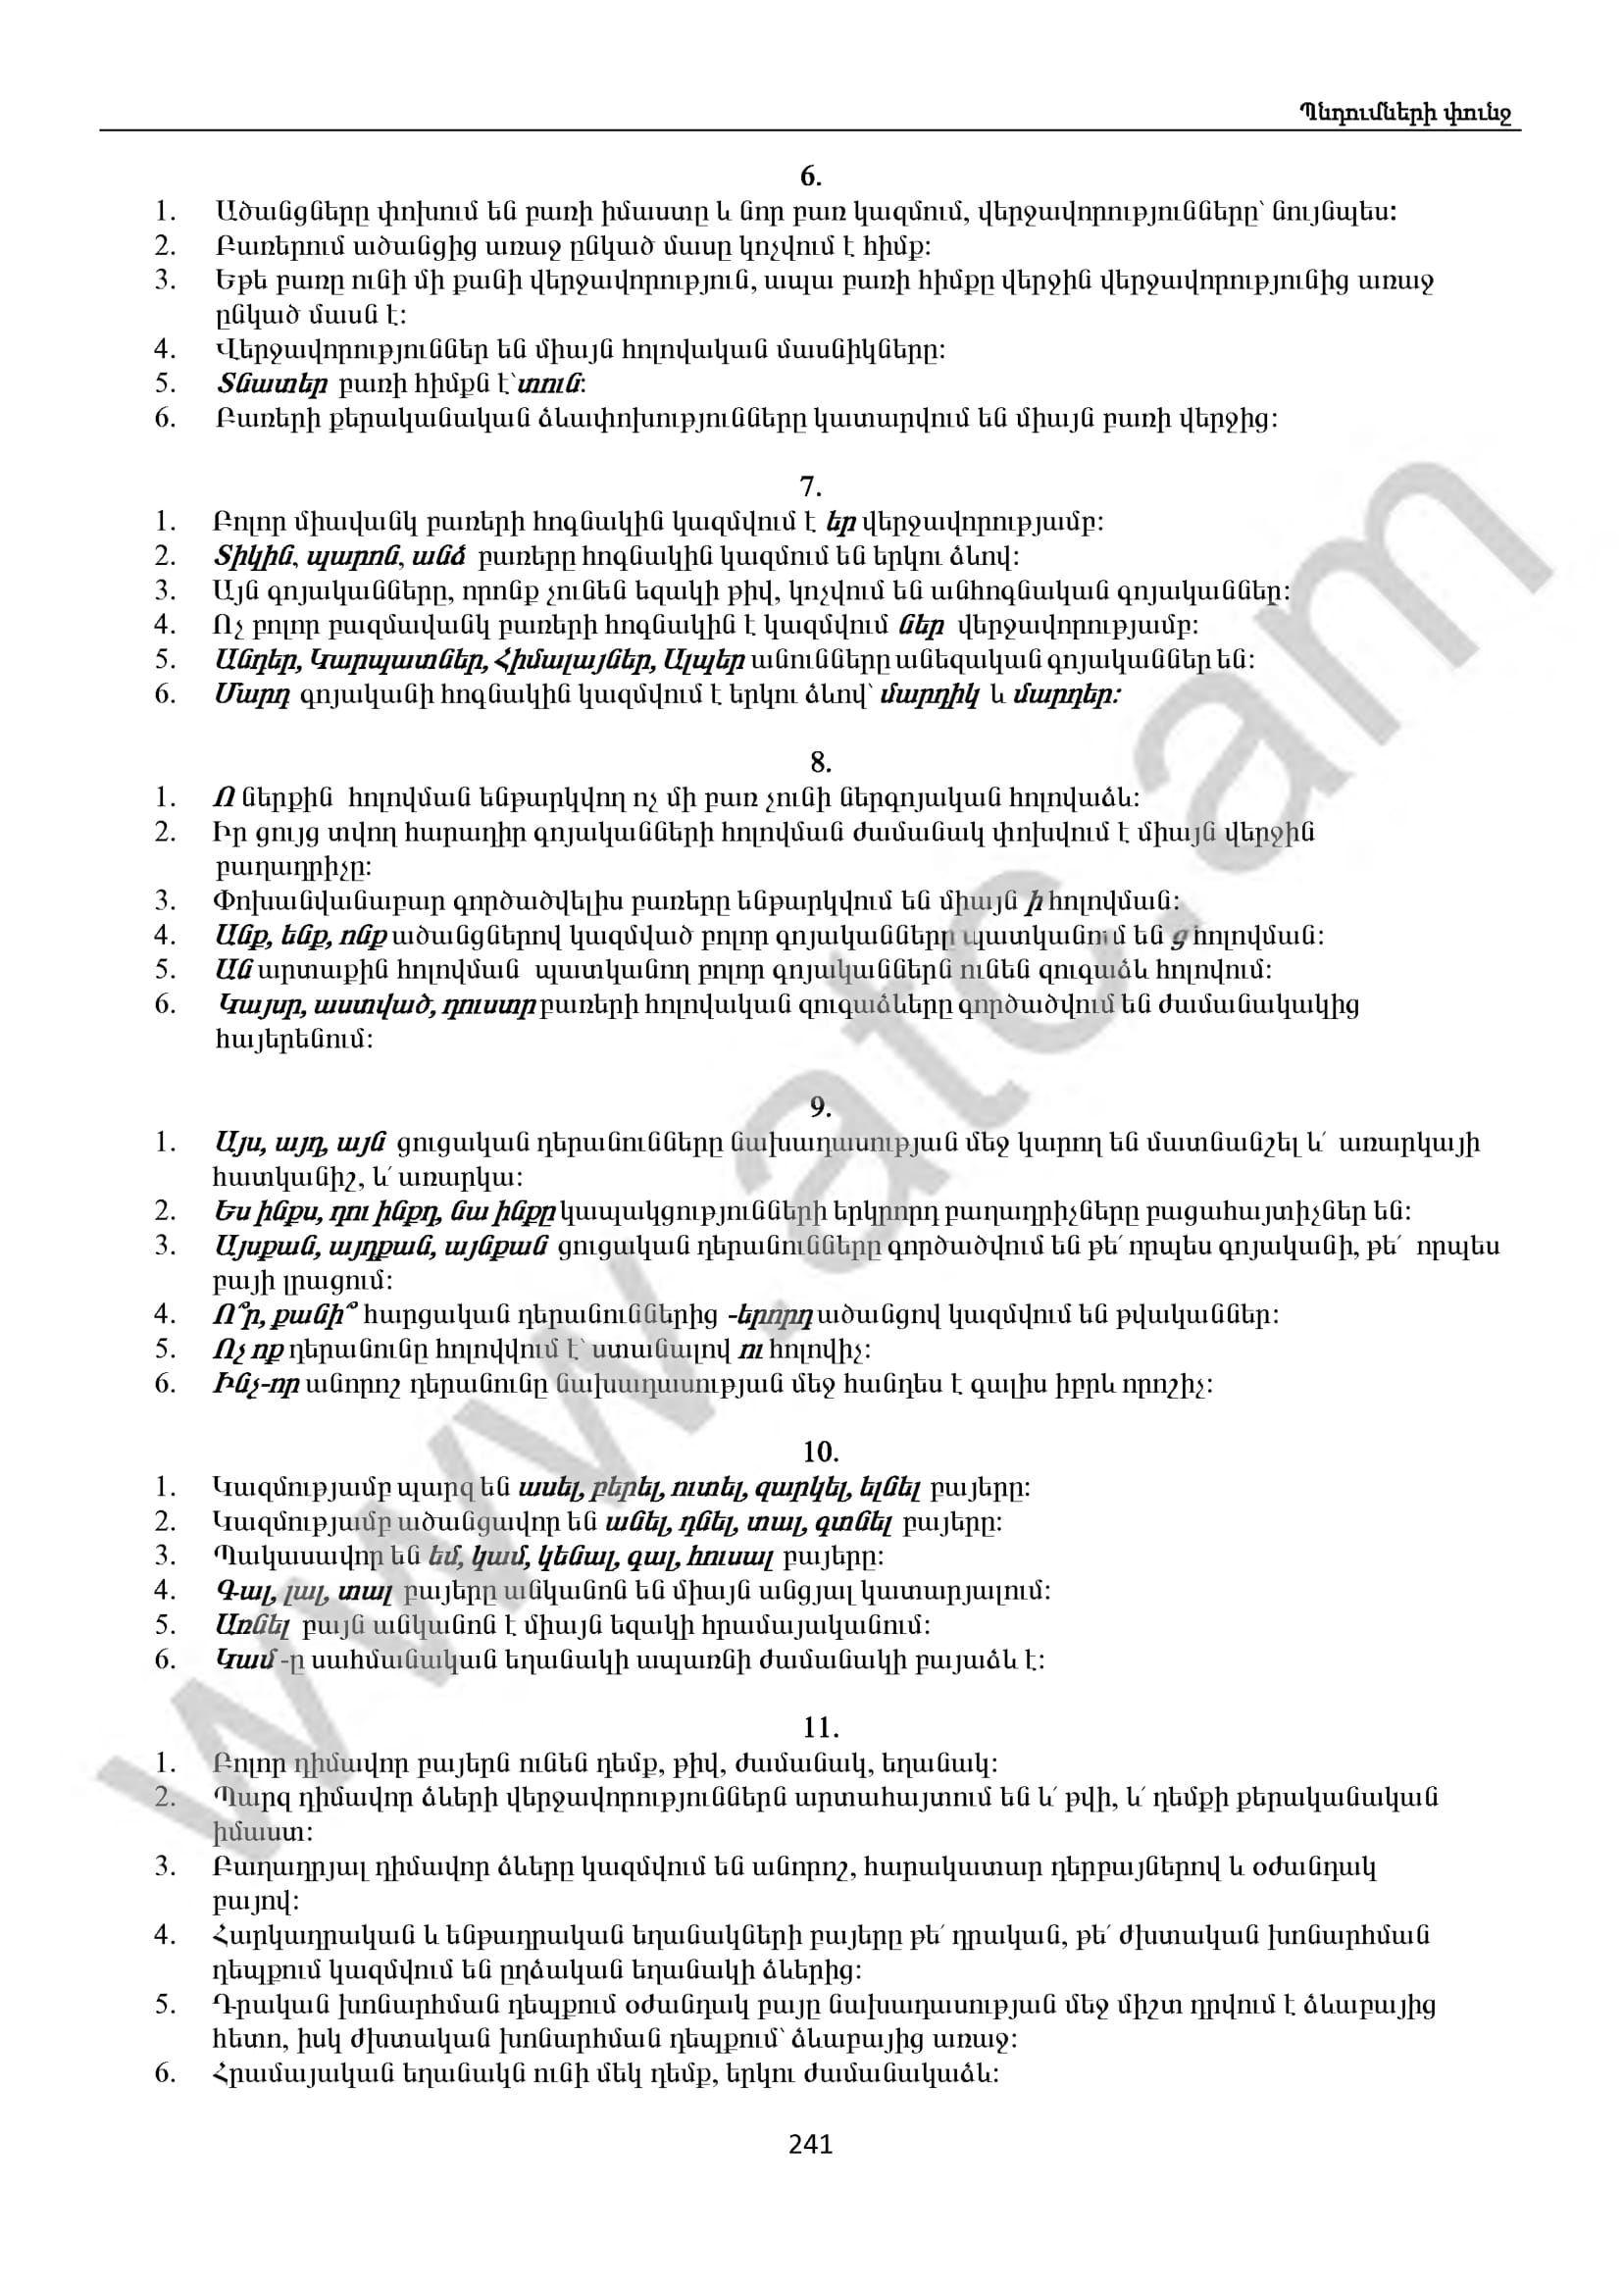 Պնդումների փունջ
6.
1. Ածանցները փոխում են բառի իմաստը և նոր բառ կազմում, վերջավորությունները՝ նույնպես:
2. Բառերում ածանցից առաջ ընկած մասը կոչվում է հիմք:
3. Եթե բառը ունի մի քանի վերջավորություն, ապա բառի հիմքը վերջին վերջավորությունից առաջ
ընկած մասն է:
4. Վերջավորություններ են միայն հոլովական մասնիկները:
5. Տնատեր բառի հիմքն է՝ տուն:
6. Բառերի քերականական ձևափոխությունները կատարվում են միայն բառի վերջից:
7.
1. Բոլոր միավանկ բառերի հոգնակին կազմվում է եր վերջավորությամբ:
2. Տիկին, պարոն, անձ բառերը հոգնակին կազմում են երկու ձևով:
3. Այն գոյականները, որոնք չունեն եզակի թիվ, կոչվում են անհոգնական գոյականներ:
4. Ոչ բոլոր բազմավանկ բառերի հոգնակին է կազմվում ներ վերջավորությամբ:
5. Անդեր, Կարպատներ, Հիմալայներ, Ալպեր անունները անեզական գոյականներ են:
6. Մարդ գոյականի հոգնակին կազմվում է երկու ձևով՝ մարդիկ և մարդեր:
8.
1. Ո ներքին հոլովման ենթարկվող ոչ մի բառ չունի ներգոյական հոլովաձև:
2. Իր ցույց տվող հարադիր գոյականների հոլովման ժամանակ փոխվում է միայն վերջին
բաղադրիչը:
3. Փոխանվանաբար գործածվելիս բառերը ենթարկվում են միայն ի հոլովման:
4. Անք, ենք, ոնք ածանցներով կազմված բոլոր գոյականները պատկանում են ց հոլովման:
5. Ան արտաքին հոլովման պատկանող բոլոր գոյականներն ունեն զուգաձև հոլովում:
6. Կայսր, աստված, դուստր բառերի հոլովական զուգաձևերը գործածվում են ժամանակակից
հայերենում:
9.
1. Այս, այդ, այն ցուցական դերանունները նախադասության մեջ կարող են մատնանշել և՛ առարկայի
հատկանիշ, և՛ առարկա:
2. Ես ինքս, դու ինքդ, նա ինքը կապակցությունների երկրորդ բաղադրիչները բացահայտիչներ են:
3. Այսքան, այդքան, այնքան ցուցական դերանունները գործածվում են թե՛ որպես գոյականի, թե՛ որպես
բայի լրացում:
4. Ո՞ր, քանի՞ հարցական դերանուններից -երորդ ածանցով կազմվում են թվականներ:
5. Ոչ ոք դերանունը հոլովվում է՝ ստանալով ու հոլովիչ:
6. Ինչ-որ անորոշ դերանունը նախադասության մեջ հանդես է գալիս իբրև որոշիչ:
10.
1. Կազմությամբ պարզ են ասել, բերել, ուտել, զարկել, ելնել բայերը:
2. Կազմությամբ ածանցավոր են անել, դնել, տալ, գտնել բայերը:
3. Պակասավոր են եմ, կամ, կենալ, գալ, հուսալ բայերը:
4. Գալ, լալ, տալ բայերը անկանոն են միայն անցյալ կատարյալում:
5. Առնել բայն անկանոն է միայն եզակի հրամայականում:
6. Կամ -ը սահմանական եղանակի ապառնի ժամանակի բայաձև է:
11.
1. Բոլոր դիմավոր բայերն ունեն դեմք, թիվ, ժամանակ, եղանակ:
2. Պարզ դիմավոր ձևերի վերջավորություններն արտահայտում են և՛ թվի, և՛ դեմքի քերականական
իմաստ:
3. Բաղադրյալ դիմավոր ձևերը կազմվում են անորոշ, հարակատար դերբայներով և օժանդակ
բայով:
4. Հարկադրական և ենթադրական եղանակների բայերը թե՛ դրական, թե՛ ժխտական խոնարհման
դեպքում կազմվում են ըղձական եղանակի ձևերից:
5. Դրական խոնարհման դեպքում օժանդակ բայը նախադասության մեջ միշտ դրվում է ձևաբայից
հետո, իսկ ժխտական խոնարհման դեպքում՝ ձևաբայից առաջ:
6. Հրամայական եղանակն ունի մեկ դեմք, երկու ժամանակաձև:
241
www.atc.am